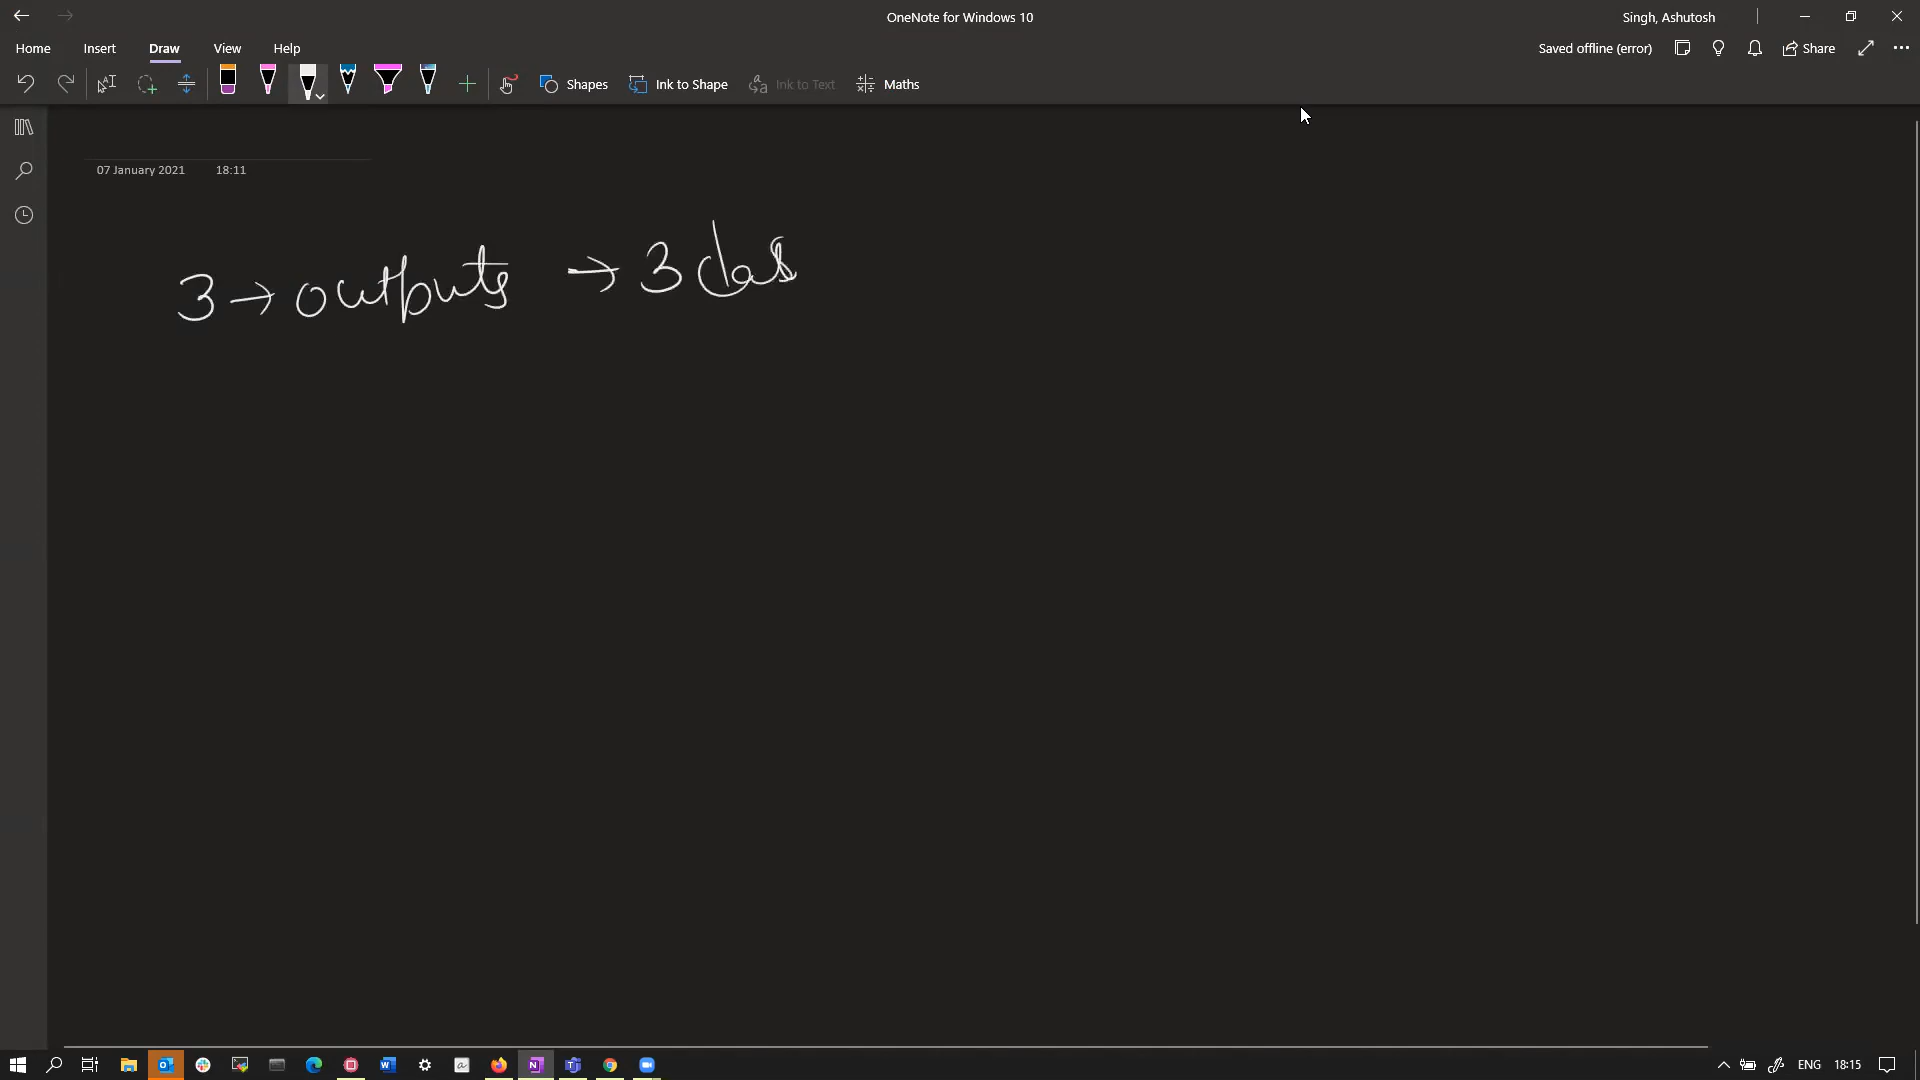 OneNote for Windows 10
Singh, Ashutosh
Home Insert Draw View Help
Saved offline (error) Share
Shapes Ink to Shape Ink to Text Maths
07 January 2021 18:11
3 → outputs → 3 clas
ENG 18:15